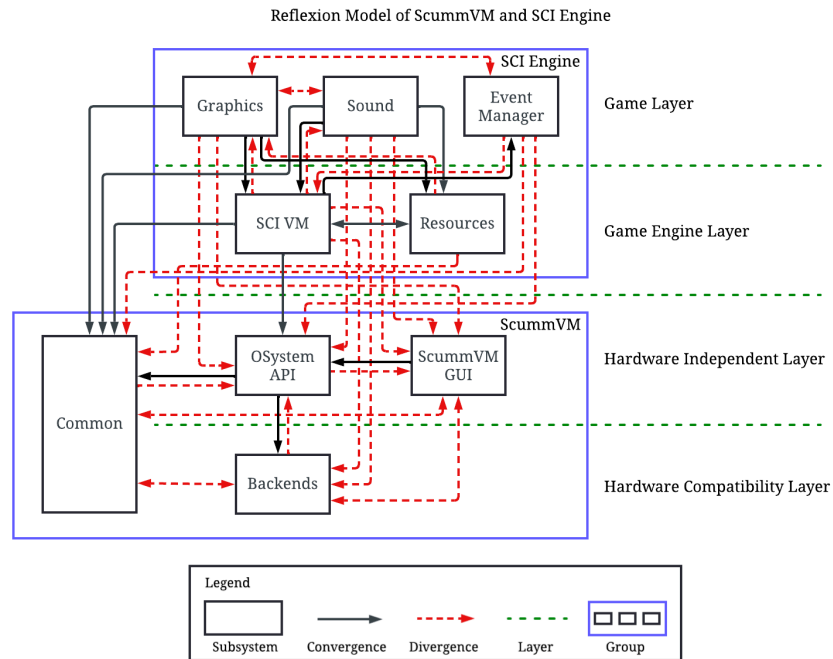 Reflexion Model of ScummVM and SCI Engine
SCI Engine
Graphics
Sound
Event
Manager
Game Layer
SCI VM
Resources
Game Engine Layer
ScummVM
OSystem
API
ScummVM
GUI
Hardware Independent Layer
Common
Backends
Hardware Compatibility Layer
Legend
Subsystem
Convergence
Divergence
Layer
Group